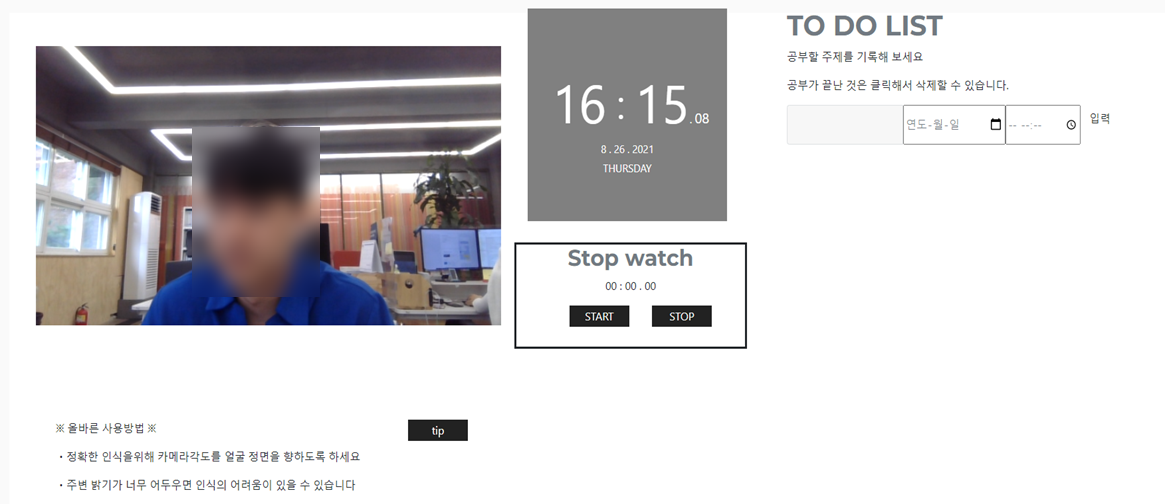 16 : 15 . 08
8 . 26 . 2021
THURSDAY
Stop watch
00 : 00 . 00
START
STOP
TO DO LIST
공부할 주제를 기록해 보세요
공부가 끝난 것은 클릭해서 삭제할 수 있습니다.
연도-월-일
-- --:--
입력
※ 올바른 사용방법 ※
tip
・정확한 인식을위해 카메라각도를 얼굴 정면을 향하도록 하세요
・주변 밝기가 너무 어두우면 인식의 어려움이 있을 수 있습니다